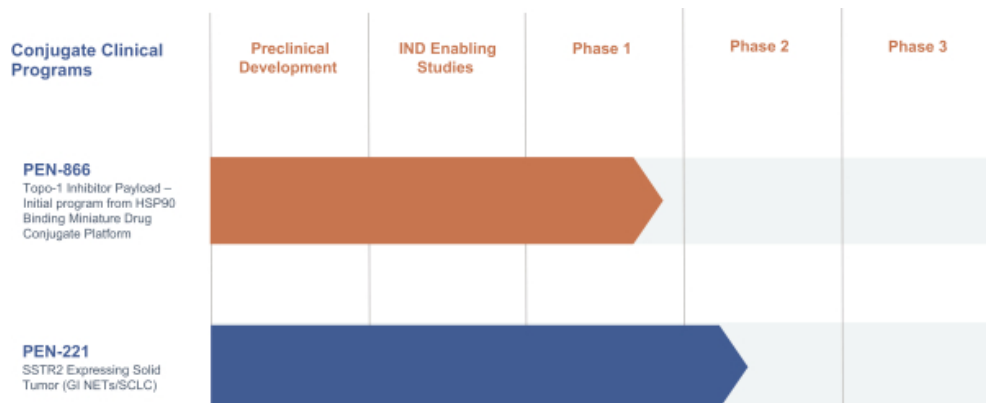 Conjugate Clinical
Programs
Preclinical
Development
IND Enabling
Studies
Phase 1
Phase 2
Phase 3
PEN-866
Topo-1 Inhibitor Payload –
Initial program from HSP90
Binding Miniature Drug
Conjugate Platform
PEN-221
SSTR2 Expressing Solid
Tumor (GI NETs/SCLC)